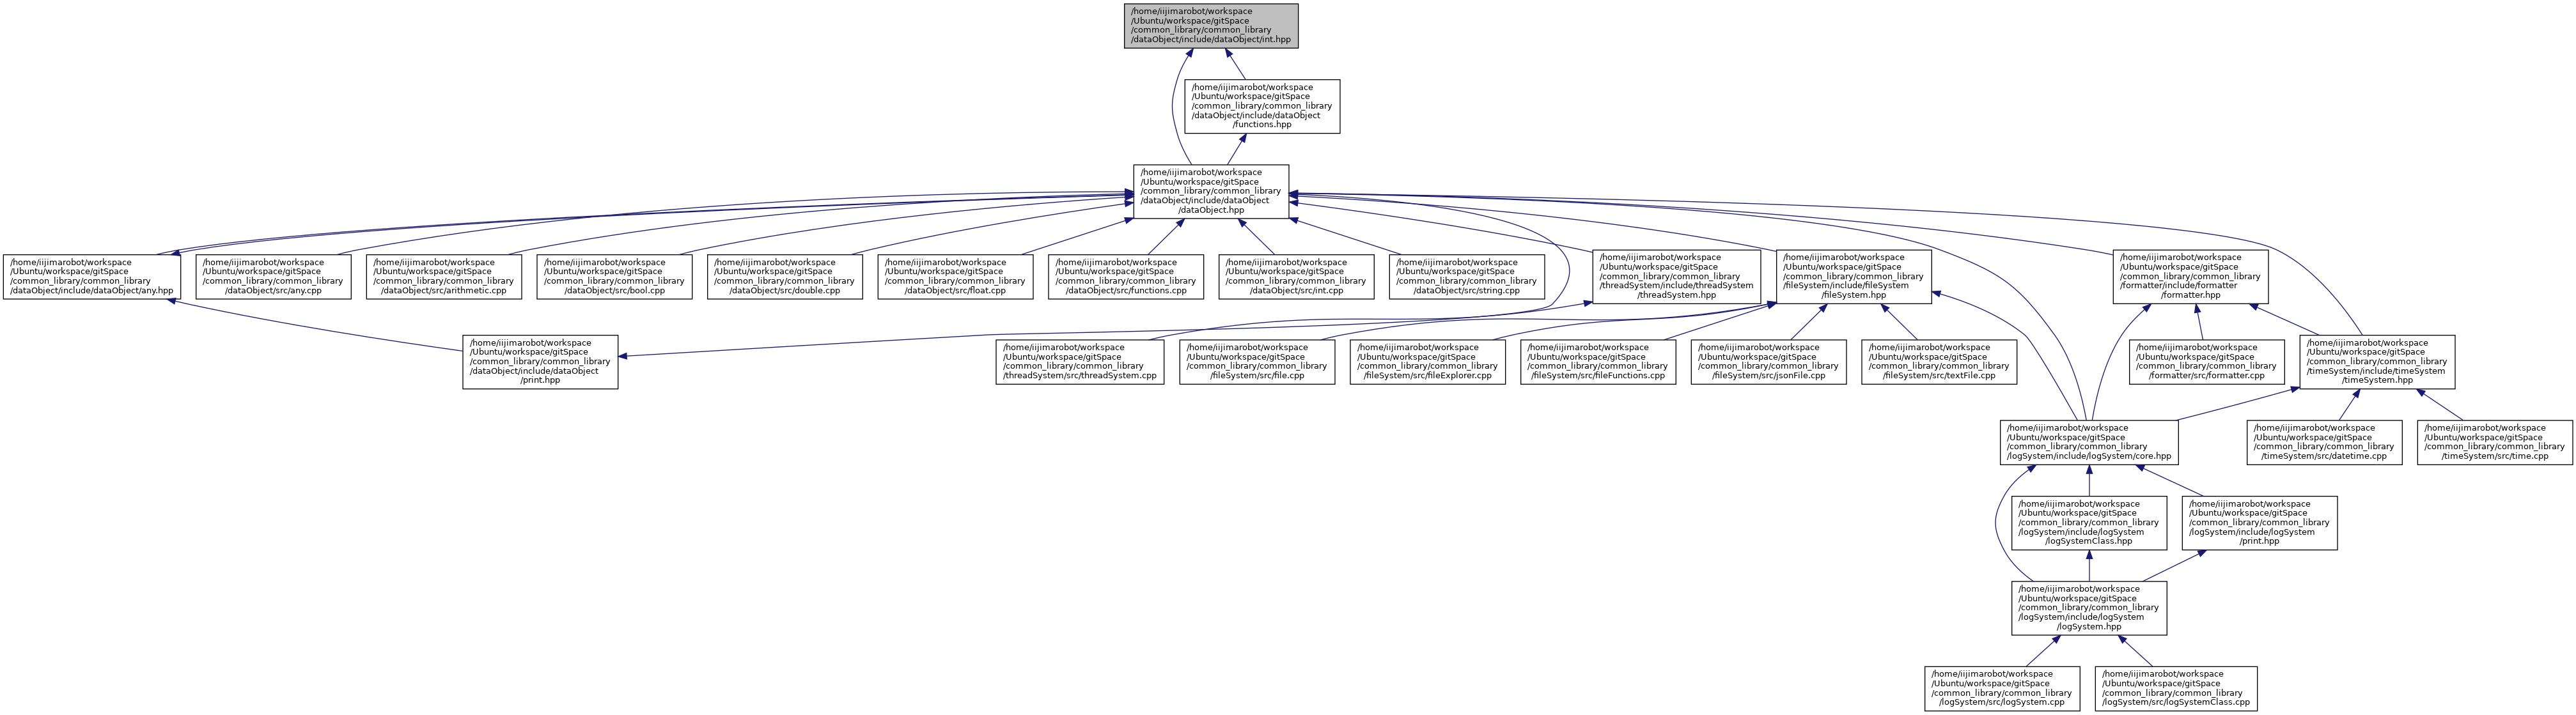 /home/iijimarobot/workspace
/Ubuntu/workspace/gitSpace
/common_library/common_library
/dataObject/include/dataObject/int.hpp
/home/iijimarobot/workspace
/Ubuntu/workspace/gitSpace
/common_library/common_library
/dataObject/include/dataObject
/functions.hpp
/home/iijimarobot/workspace
/Ubuntu/workspace/gitSpace
/common_library/common_library
/dataObject/include/dataObject
/dataObject.hpp
/home/iijimarobot/workspace
/Ubuntu/workspace/gitSpace
/common_library/common_library
/dataObject/include/dataObject/any.hpp
/home/iijimarobot/workspace
/Ubuntu/workspace/gitSpace
/common_library/common_library
/dataObject/src/any.cpp
/home/iijimarobot/workspace
/Ubuntu/workspace/gitSpace
/common_library/common_library
/dataObject/src/arithmetic.cpp
/home/iijimarobot/workspace
/Ubuntu/workspace/gitSpace
/common_library/common_library
/dataObject/src/bool.cpp
/home/iijimarobot/workspace
/Ubuntu/workspace/gitSpace
/common_library/common_library
/dataObject/src/double.cpp
/home/iijimarobot/workspace
/Ubuntu/workspace/gitSpace
/common_library/common_library
/dataObject/src/float.cpp
/home/iijimarobot/workspace
/Ubuntu/workspace/gitSpace
/common_library/common_library
/dataObject/src/functions.cpp
/home/iijimarobot/workspace
/Ubuntu/workspace/gitSpace
/common_library/common_library
/dataObject/src/int.cpp
/home/iijimarobot/workspace
/Ubuntu/workspace/gitSpace
/common_library/common_library
/dataObject/src/string.cpp
/home/iijimarobot/workspace
/Ubuntu/workspace/gitSpace
/common_library/common_library
/threadSystem/include/threadSystem
/threadSystem.hpp
/home/iijimarobot/workspace
/Ubuntu/workspace/gitSpace
/common_library/common_library
/fileSystem/include/fileSystem
/fileSystem.hpp
/home/iijimarobot/workspace
/Ubuntu/workspace/gitSpace
/common_library/common_library
/formatter/include/formatter
/formatter.hpp
/home/iijimarobot/workspace
/Ubuntu/workspace/gitSpace
/common_library/common_library
/dataObject/include/dataObject
/print.hpp
/home/iijimarobot/workspace
/Ubuntu/workspace/gitSpace
/common_library/common_library
/threadSystem/src/threadSystem.cpp
/home/iijimarobot/workspace
/Ubuntu/workspace/gitSpace
/common_library/common_library
/fileSystem/src/file.cpp
/home/iijimarobot/workspace
/Ubuntu/workspace/gitSpace
/common_library/common_library
/fileSystem/src/fileExplorer.cpp
/home/iijimarobot/workspace
/Ubuntu/workspace/gitSpace
/common_library/common_library
/fileSystem/src/fileFunctions.cpp
/home/iijimarobot/workspace
/Ubuntu/workspace/gitSpace
/common_library/common_library
/fileSystem/src/jsonFile.cpp
/home/iijimarobot/workspace
/Ubuntu/workspace/gitSpace
/common_library/common_library
/fileSystem/src/textFile.cpp
/home/iijimarobot/workspace
/Ubuntu/workspace/gitSpace
/common_library/common_library
/formatter/src/formatter.cpp
/home/iijimarobot/workspace
/Ubuntu/workspace/gitSpace
/common_library/common_library
/timeSystem/include/timeSystem
/timeSystem.hpp
/home/iijimarobot/workspace
/Ubuntu/workspace/gitSpace
/common_library/common_library
/logSystem/include/logSystem/core.hpp
/home/iijimarobot/workspace
/Ubuntu/workspace/gitSpace
/common_library/common_library
/timeSystem/src/datetime.cpp
/home/iijimarobot/workspace
/Ubuntu/workspace/gitSpace
/common_library/common_library
/timeSystem/src/time.cpp
/home/iijimarobot/workspace
/Ubuntu/workspace/gitSpace
/common_library/common_library
/logSystem/include/logSystem
/logSystemClass.hpp
/home/iijimarobot/workspace
/Ubuntu/workspace/gitSpace
/common_library/common_library
/logSystem/include/logSystem
/print.hpp
/home/iijimarobot/workspace
/Ubuntu/workspace/gitSpace
/common_library/common_library
/logSystem/include/logSystem
/logSystem.hpp
/home/iijimarobot/workspace
/Ubuntu/workspace/gitSpace
/common_library/common_library
/logSystem/src/logSystem.cpp
/home/iijimarobot/workspace
/Ubuntu/workspace/gitSpace
/common_library/common_library
/logSystem/src/logSystemClass.cpp